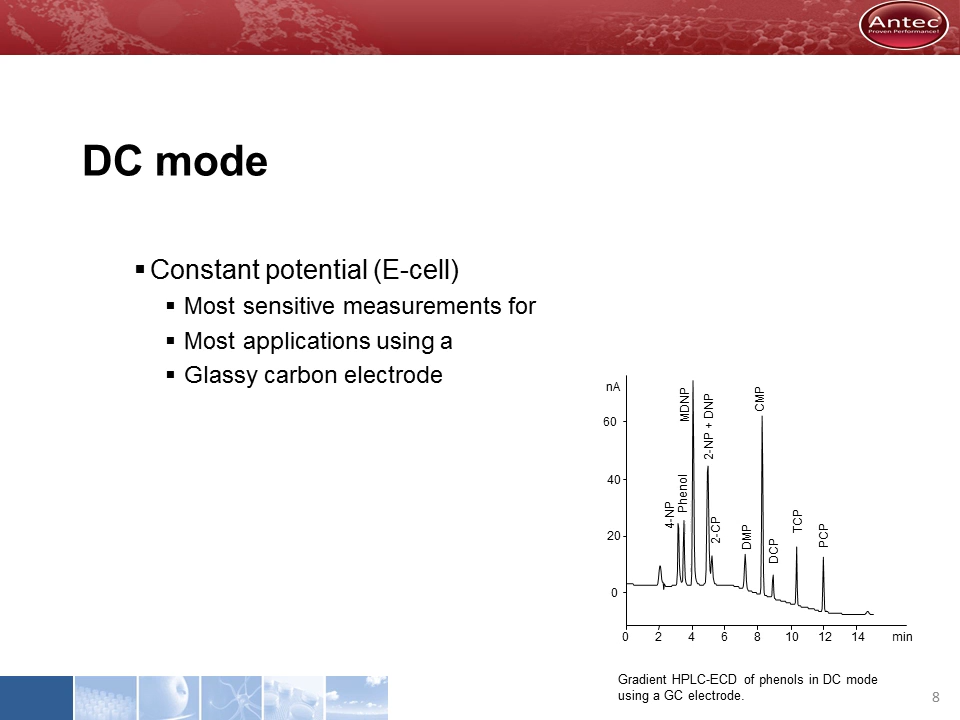 Antec
Proven Performance!
DC mode
▪ Constant potential (E-cell)
▪ Most sensitive measurements for
▪ Most applications using a
▪ Glassy carbon electrode
nA
60
40
20
0
4-NP
Phenol
MDNP
2-NP + DNP
2-CP
DMP
CMP
DCP
TCP
PCP
0 2 4 6 8 10 12 14 min
Gradient HPLC-ECD of phenols in DC mode
using a GC electrode.
8